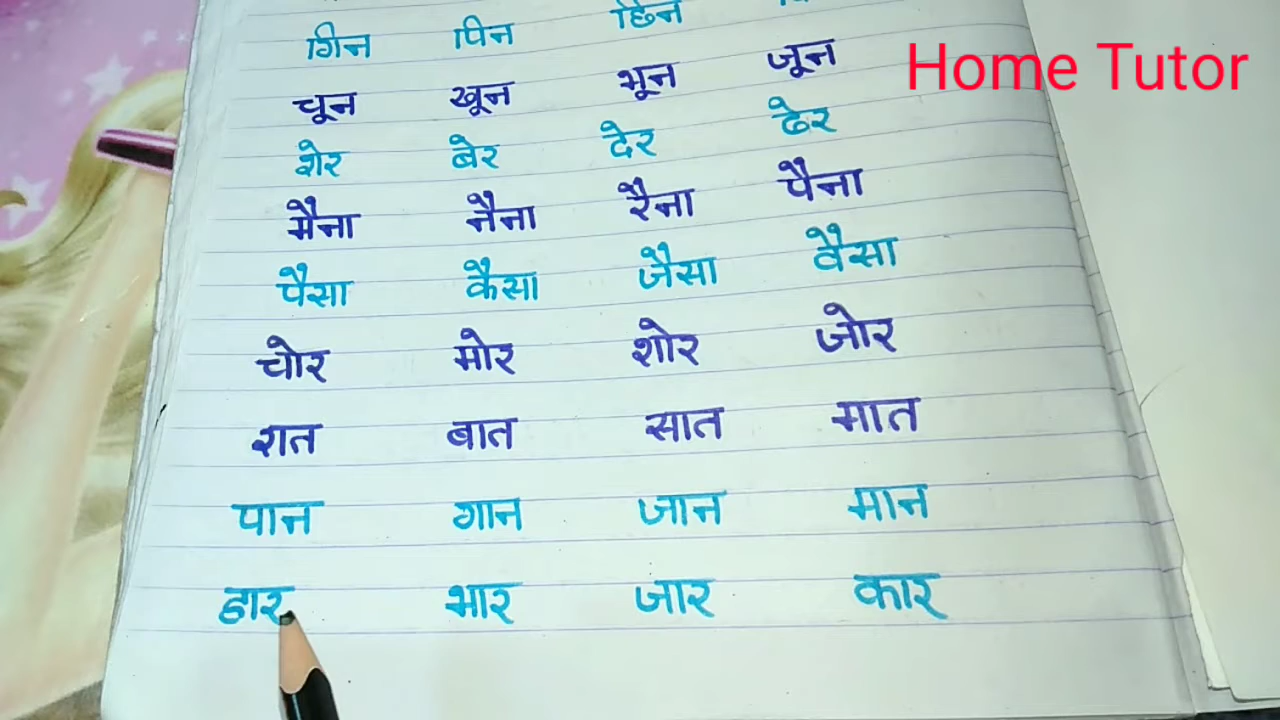 गिन पिन छिन
Home Tutor
चून खून भून जून
शेर बेर देर ढेर
मैना नैना रैना पैना
पैसा कैसा जैसा वैसा
चोर मोर शोर जोर
रात बात सात मात
पान गान जान मान
हार भार जार कार